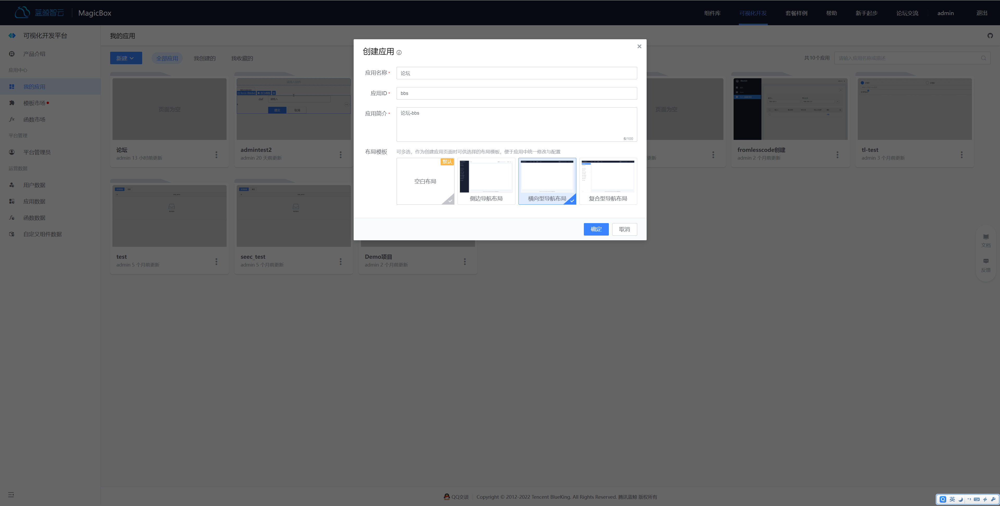 蓝鲸智云 MagicBox 组件库 可视化开发 套餐样例 帮助 新手起步 论坛交流 admin 退出
可视化开发平台
产品介绍
应用中心
我的应用
模板市场
函数市场
平台管理
平台管理员
运营数据
用户数据
应用数据
函数数据
自定义组件数据
我的应用
新建 全部应用 我创建的 我收藏的 共10个应用 请输入应用名称或描述
页面为空
论坛
admin 13 小时前更新
daf 请输入
提交 取消
admintest2
admin 20 天前更新
页面为空
更新
fromlesscode创建
admin 2 个月前更新
tl-test
admin 3 个月前更新
test
admin 5 个月前更新
seec_test
admin 5 个月前更新
Demo项目
admin 2 个月前更新
创建应用
应用名称* 论坛
应用ID* bbs
应用简介* 论坛-bbs
6/100
布局模板 可多选，作为创建应用页面时可供选择的布局模板，便于应用中统一修改与配置
默认
空白布局
侧边导航布局
横向型导航布局
复合型导航布局
确定 取消
文档
反馈
QQ交谈 Copyright © 2012-2022 Tencent BlueKing. All Rights Reserved. 腾讯蓝鲸 版权所有
英